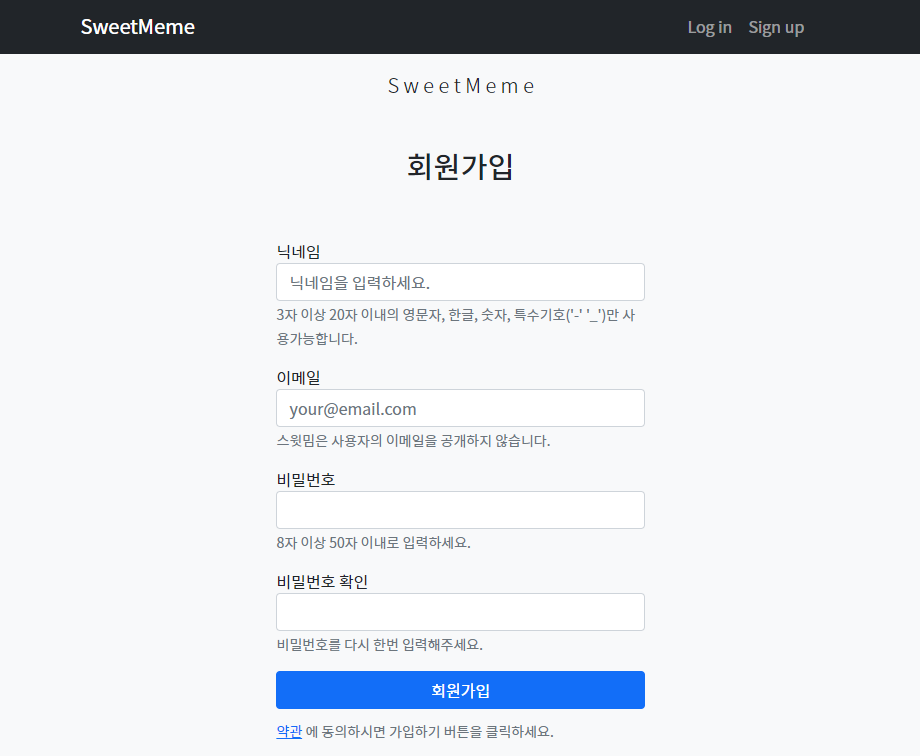 SweetMeme Log in Sign up
SweetMeme
회원가입
닉네임
닉네임을 입력하세요.
3자 이상 20자 이내의 영문자, 한글, 숫자, 특수기호('-' '_')만 사
용가능합니다.
이메일
your@email.com
스윗밈은 사용자의 이메일을 공개하지 않습니다.
비밀번호
8자 이상 50자 이내로 입력하세요.
비밀번호 확인
비밀번호를 다시 한번 입력해주세요.
회원가입
약관 에 동의하시면 가입하기 버튼을 클릭하세요.